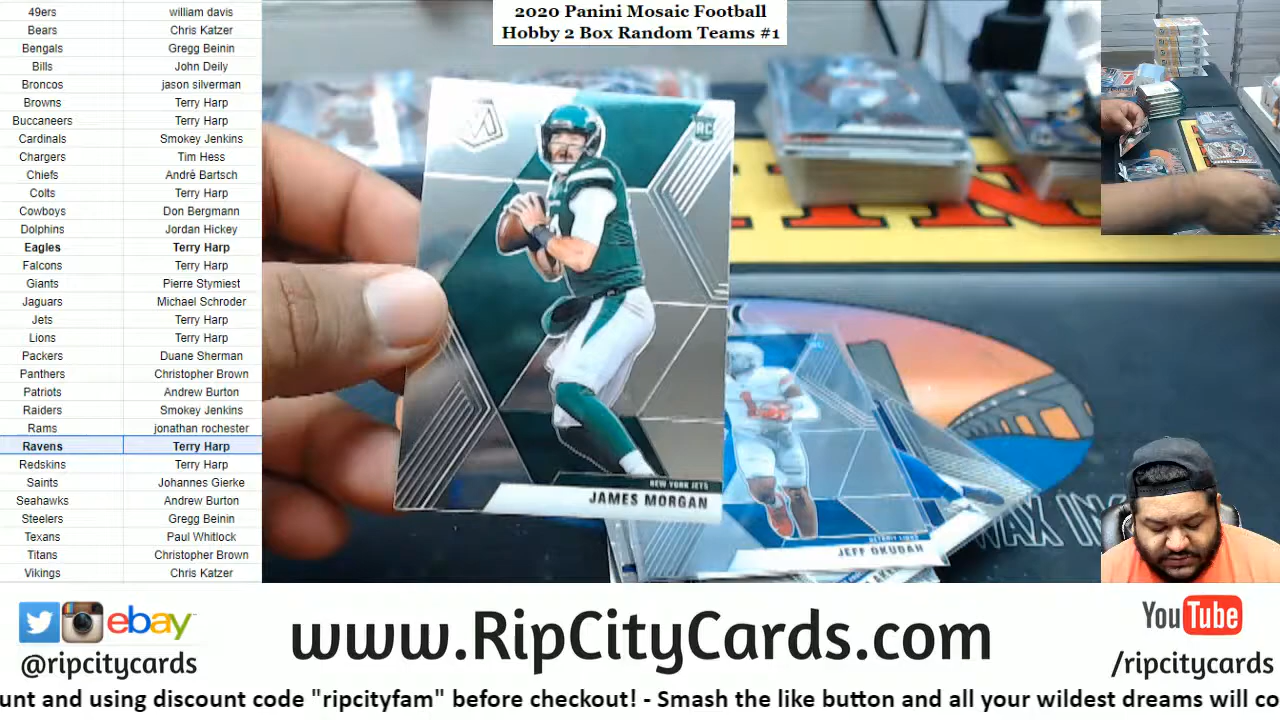 2020 Panini Mosaic Football
Hobby 2 Box Random Teams #1
49ers william davis
Bears Chris Katzer
Bengals Gregg Beinin
Bills John Deily
Broncos jason silverman
Browns Terry Harp
Buccaneers Terry Harp
Cardinals Smokey Jenkins
Chargers Tim Hess
Chiefs Andrè Bartsch
Colts Terry Harp
Cowboys Don Bergmann
Dolphins Jordan Hickey
Eagles Terry Harp
Falcons Terry Harp
Giants Pierre Stymiest
Jaguars Michael Schroder
Jets Terry Harp
Lions Terry Harp
Packers Duane Sherman
Panthers Christopher Brown
Patriots Andrew Burton
Raiders Smokey Jenkins
Rams jonathan rochester
Ravens Terry Harp
Redskins Terry Harp
Saints Johannes Gierke
Seahawks Andrew Burton
Steelers Gregg Beinin
Texans Paul Whitlock
Titans Christopher Brown
Vikings Chris Katzer
RC
NEW YORK JETS
JAMES MORGAN
DETROIT LIONS
JEFF OKUDAH
WAX IN
ebay
@ripcitycards
www.RipCityCards.com
YouTube
/ripcitycards
unt and using discount code "ripcityfam" before checkout! - Smash the like button and all your wildest dreams will co